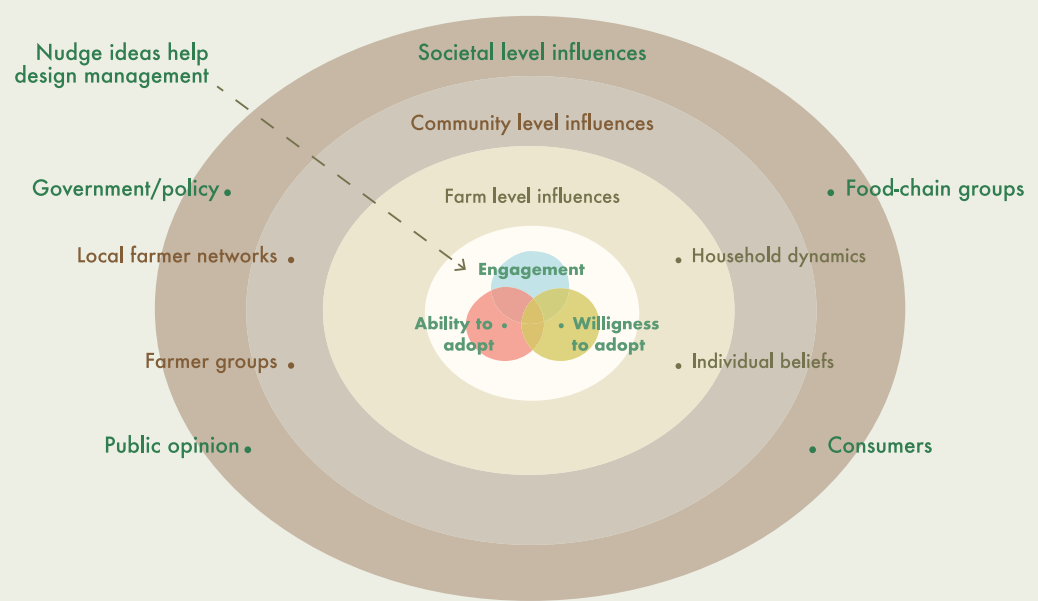 Nudge ideas help
design management
Societal level influences
Community level influences
Government/policy
Food-chain groups
Farm level influences
Local farmer networks
Household dynamics
Engagement
Ability to
adopt
Willigness
to adopt
Farmer groups
Individual beliefs
Public opinion
Consumers